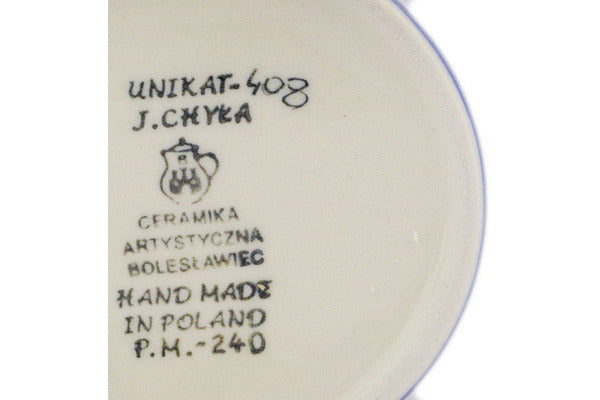 UNIKAT-408
J.CHYŁA
CERAMIKA
ARTYSTYCZNA
BOLESŁAWIEC
HAND MADE
IN POLAND
P.M.-240